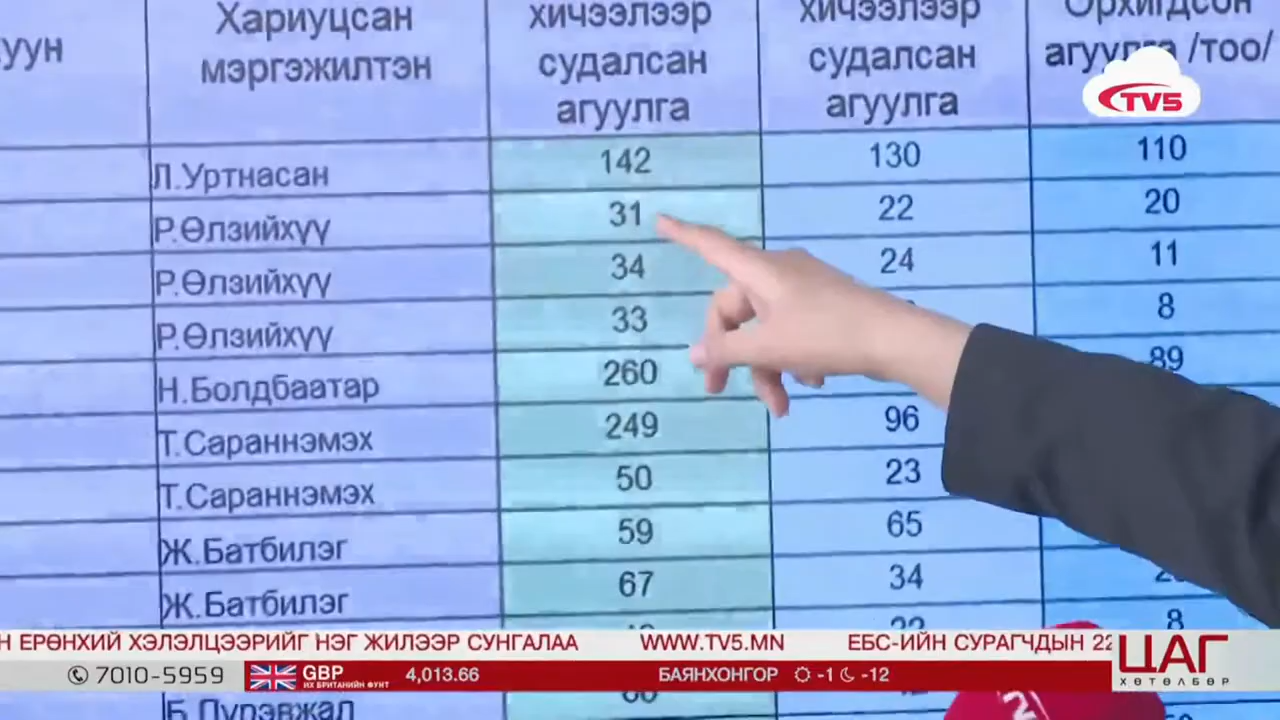 Хариуцсан мэргэжилтэн
хичээлээр судалсан агуулга
хичээлээр судалсан агуулга
Орхигдсон агуулга /тоо/
TV5
Л.Уртнасан 142 130 110
Р.Өлзийхүү 31 22 20
Р.Өлзийхүү 34 24 11
Р.Өлзийхүү 33 8
Н.Болдбаатар 260 89
Т.Сараннэмэх 249 96
Т.Сараннэмэх 50 23
Ж.Батбилэг 59 65
Ж.Батбилэг 67 34
8
Н ЕРӨНХИЙ ХЭЛЭЛЦЭЭРИЙГ НЭГ ЖИЛЭЭР СУНГАЛАА WWW.TV5.MN ЕБС-ИЙН СУРАГЧДЫН 22
ЦАГ
ХӨТӨЛБӨР
7010-5959 GBP ИХ БРИТАНИЙН ФУНТ 4,013.66 БАЯНХОНГОР -1 -12
Б.Пүрэвжал